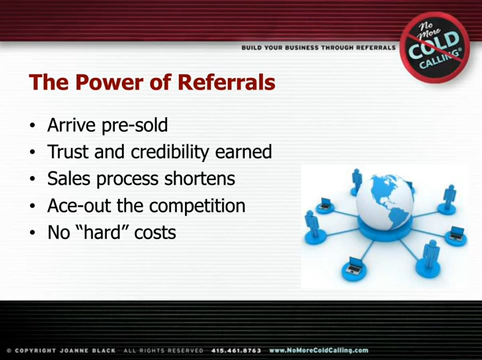 No
More
COLD
CALLING®
BUILD YOUR BUSINESS THROUGH REFERRALS
The Power of Referrals
• Arrive pre-sold
• Trust and credibility earned
• Sales process shortens
• Ace-out the competition
• No “hard” costs
© COPYRIGHT JOANNE BLACK ALL RIGHTS RESERVED 415.461.8763 www.NoMoreColdCalling.com